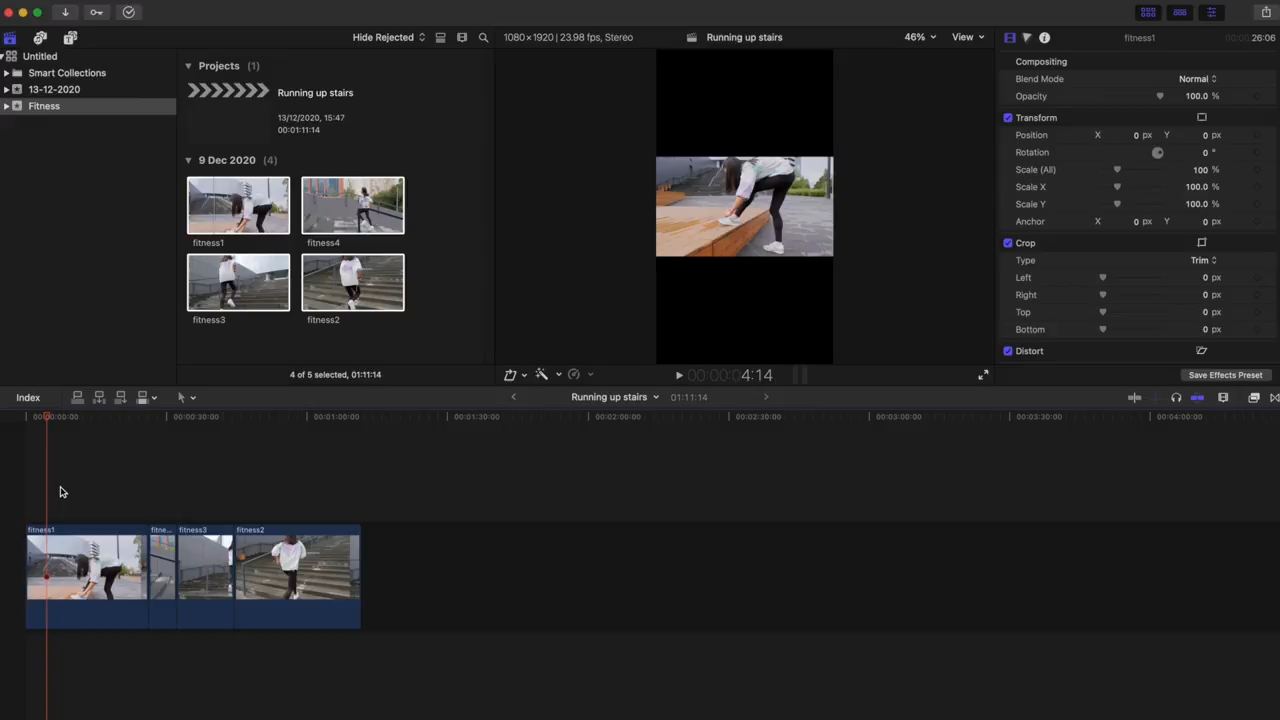 Hide Rejected
1080×1920 | 23.98 fps, Stereo
Running up stairs
46%
View
fitness1
26:06
Untitled
Smart Collections
13-12-2020
Fitness
Projects (1)
Running up stairs
13/12/2020, 15:47
00:01:11:14
9 Dec 2020 (4)
fitness1
fitness4
fitness3
fitness2
4 of 5 selected, 01:11:14
00:00:04:14
Compositing
Blend Mode Normal
Opacity 100.0 %
Transform
Position X 0 px Y 0 px
Rotation 0 °
Scale (All) 100 %
Scale X 100.0 %
Scale Y 100.0 %
Anchor X 0 px Y 0 px
Crop
Type Trim
Left 0 px
Right 0 px
Top 0 px
Bottom 0 px
Distort
Save Effects Preset
Index
Running up stairs
01:11:14
00:00:00:00 00:00:30:00 00:01:00:00 00:01:30:00 00:02:00:00 00:02:30:00 00:03:00:00 00:03:30:00 00:04:00:00
fitness1 fitne... fitness3 fitness2